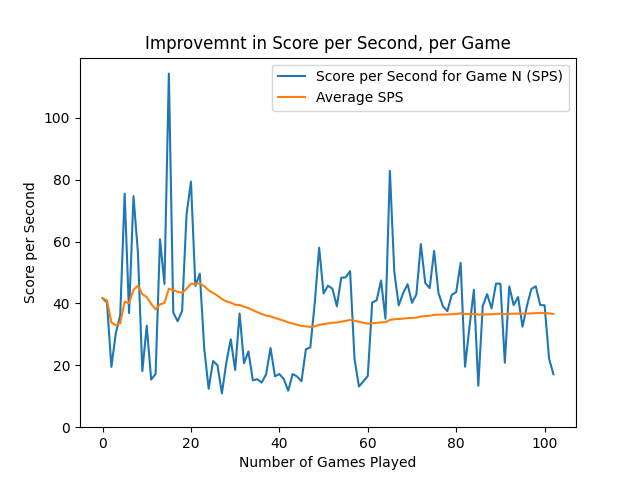 Improvemnt in Score per Second, per Game
Score per Second for Game N (SPS)
Average SPS
Score per Second
100
80
60
40
20
0
0 20 40 60 80 100
Number of Games Played